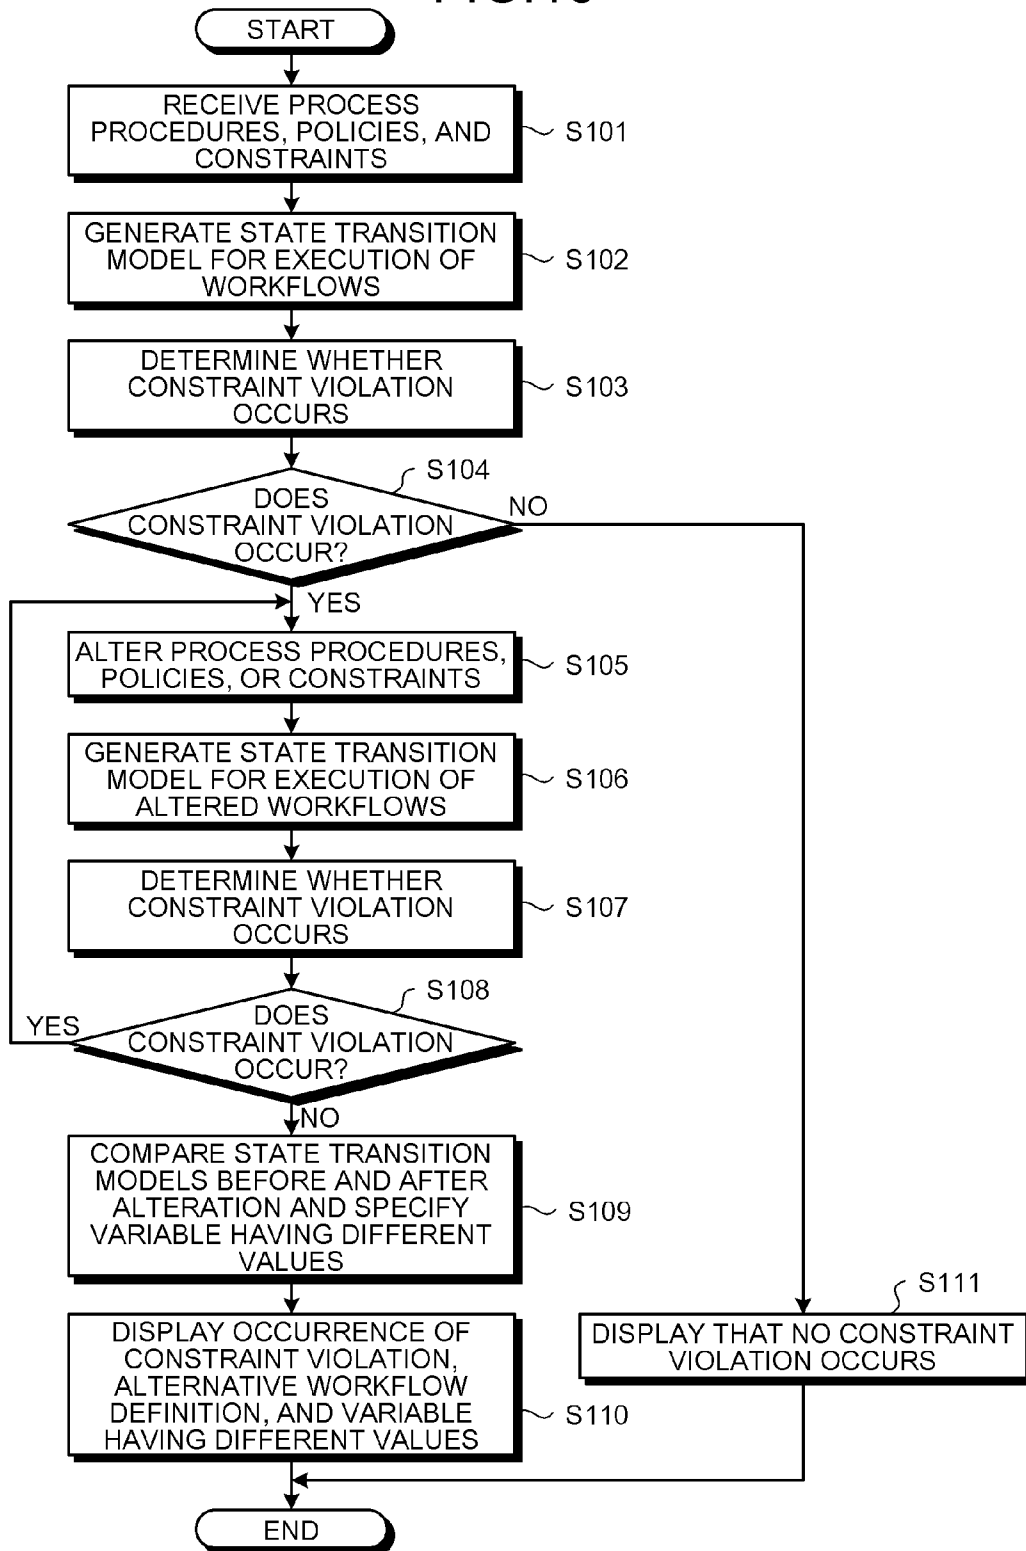 START
RECEIVE PROCESS
PROCEDURES, POLICIES, AND
CONSTRAINTS
S101
GENERATE STATE TRANSITION
MODEL FOR EXECUTION OF
WORKFLOWS
S102
DETERMINE WHETHER
CONSTRAINT VIOLATION
OCCURS
S103
S104
DOES
CONSTRAINT VIOLATION
OCCUR?
NO
YES
ALTER PROCESS PROCEDURES,
POLICIES, OR CONSTRAINTS
S105
GENERATE STATE TRANSITION
MODEL FOR EXECUTION OF
ALTERED WORKFLOWS
S106
DETERMINE WHETHER
CONSTRAINT VIOLATION
OCCURS
S107
S108
DOES
CONSTRAINT VIOLATION
OCCUR?
YES
NO
COMPARE STATE TRANSITION
MODELS BEFORE AND AFTER
ALTERATION AND SPECIFY
VARIABLE HAVING DIFFERENT
VALUES
S109
DISPLAY OCCURRENCE OF
CONSTRAINT VIOLATION,
ALTERNATIVE WORKFLOW
DEFINITION, AND VARIABLE
HAVING DIFFERENT VALUES
S110
S111
DISPLAY THAT NO CONSTRAINT
VIOLATION OCCURS
END